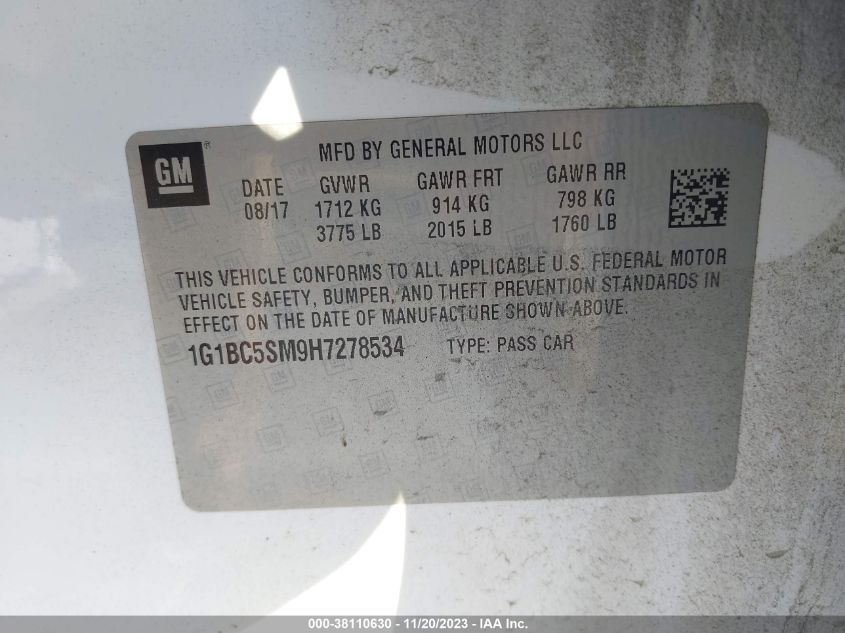 GM ®
MFD BY GENERAL MOTORS LLC
DATE GVWR GAWR FRT GAWR RR
08/17 1712 KG 914 KG 798 KG
3775 LB 2015 LB 1760 LB
THIS VEHICLE CONFORMS TO ALL APPLICABLE U.S. FEDERAL MOTOR
VEHICLE SAFETY, BUMPER, AND THEFT PREVENTION STANDARDS IN
EFFECT ON THE DATE OF MANUFACTURE SHOWN ABOVE.
1G1BC5SM9H7278534 TYPE: PASS CAR
000-38110630 - 11/20/2023 - IAA Inc.